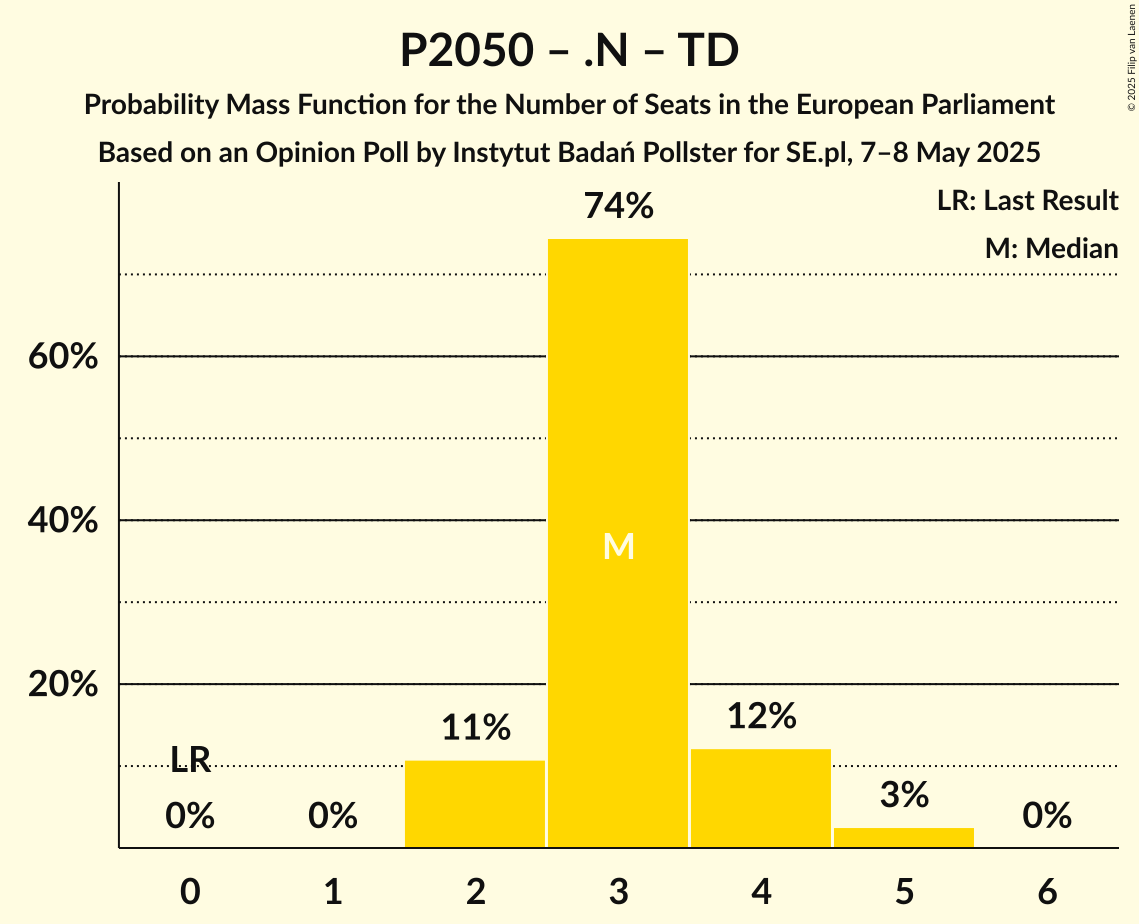 P2050 – .N – TD
Probability Mass Function for the Number of Seats in the European Parliament
Based on an Opinion Poll by Instytut Badań Pollster for SE.pl, 7–8 May 2025
© 2025 Filip van Laenen
LR: Last Result
M: Median
74%
60%
40%
M
20%
12%
11%
LR
3%
0%
0%
0%
0 1 2 3 4 5 6